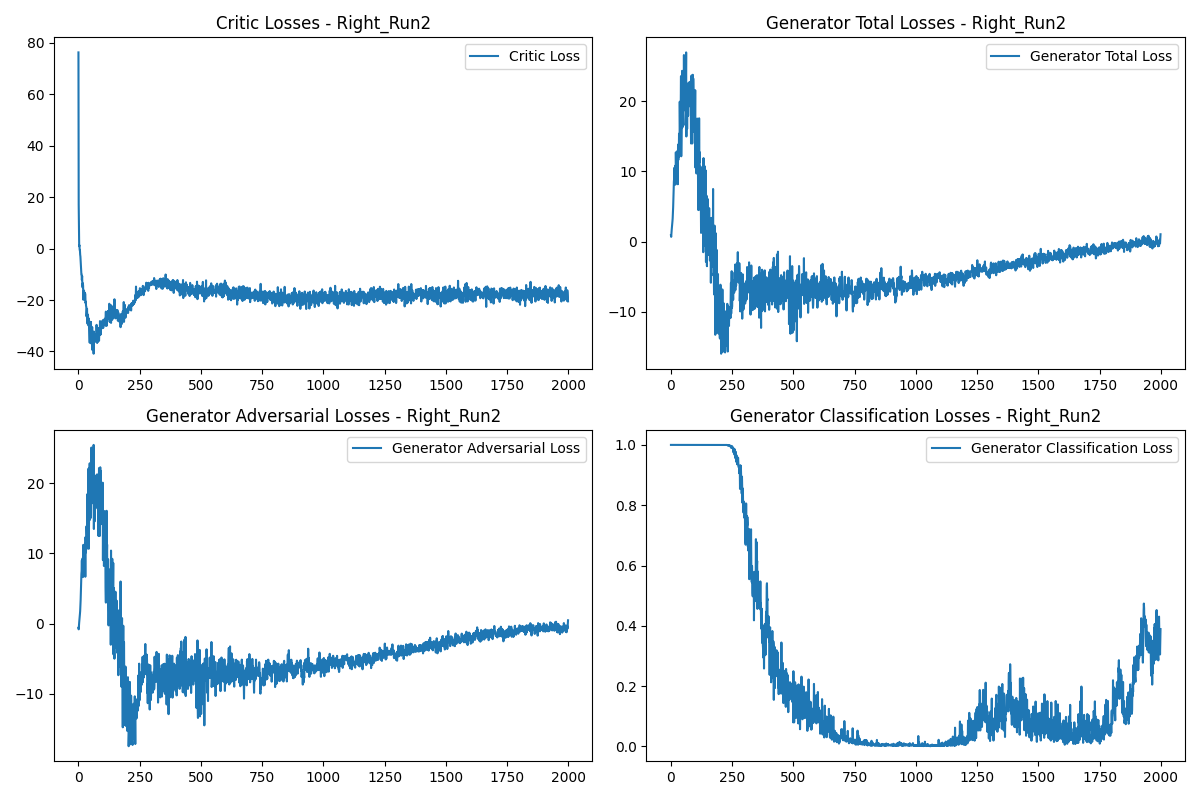 Critic Losses - Right_Run2
Generator Total Losses - Right_Run2
80
60
40
20
0
−20
−40
Critic Loss
0 250 500 750 1000 1250 1500 1750 2000
20
10
0
−10
Generator Total Loss
0 250 500 750 1000 1250 1500 1750 2000
Generator Adversarial Losses - Right_Run2
Generator Classification Losses - Right_Run2
20
10
0
−10
Generator Adversarial Loss
0 250 500 750 1000 1250 1500 1750 2000
1.0
0.8
0.6
0.4
0.2
0.0
Generator Classification Loss
0 250 500 750 1000 1250 1500 1750 2000